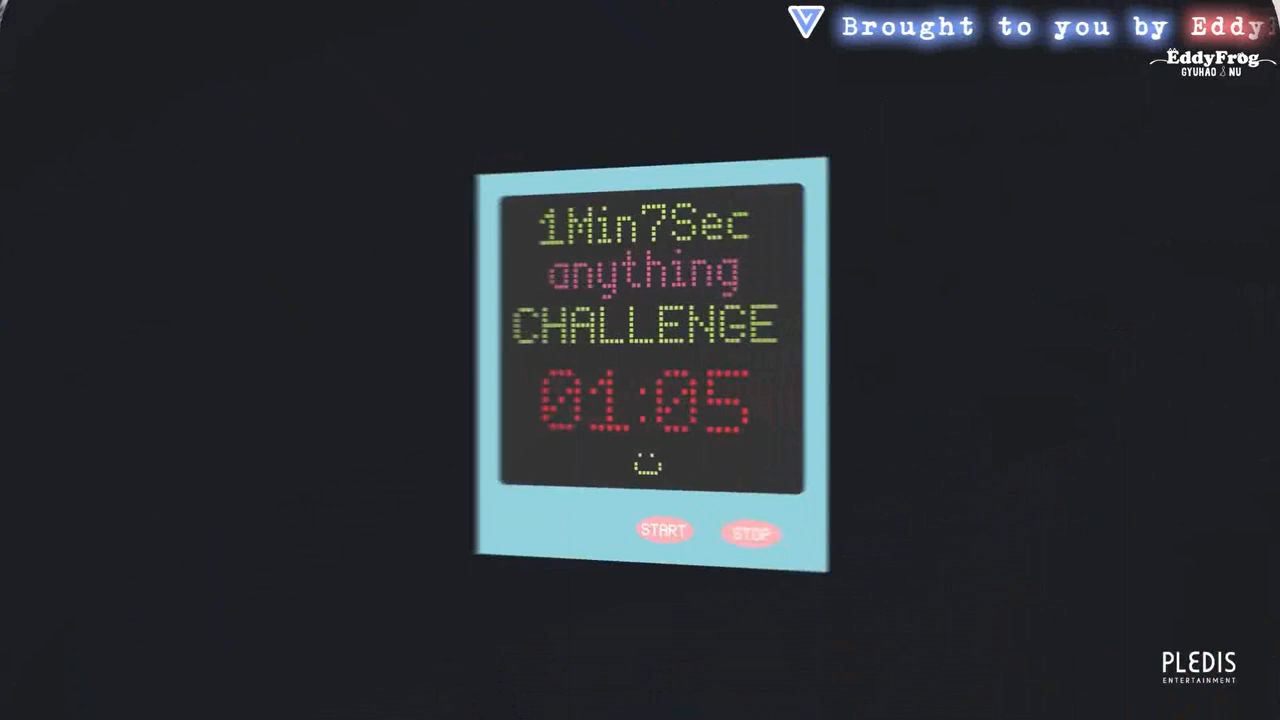 Brought to you by Eddy
EddyFrog
GYUHAO NU
1Min7Sec
anything
CHALLENGE
01:05
START
STOP
PLEDIS
ENTERTAINMENT